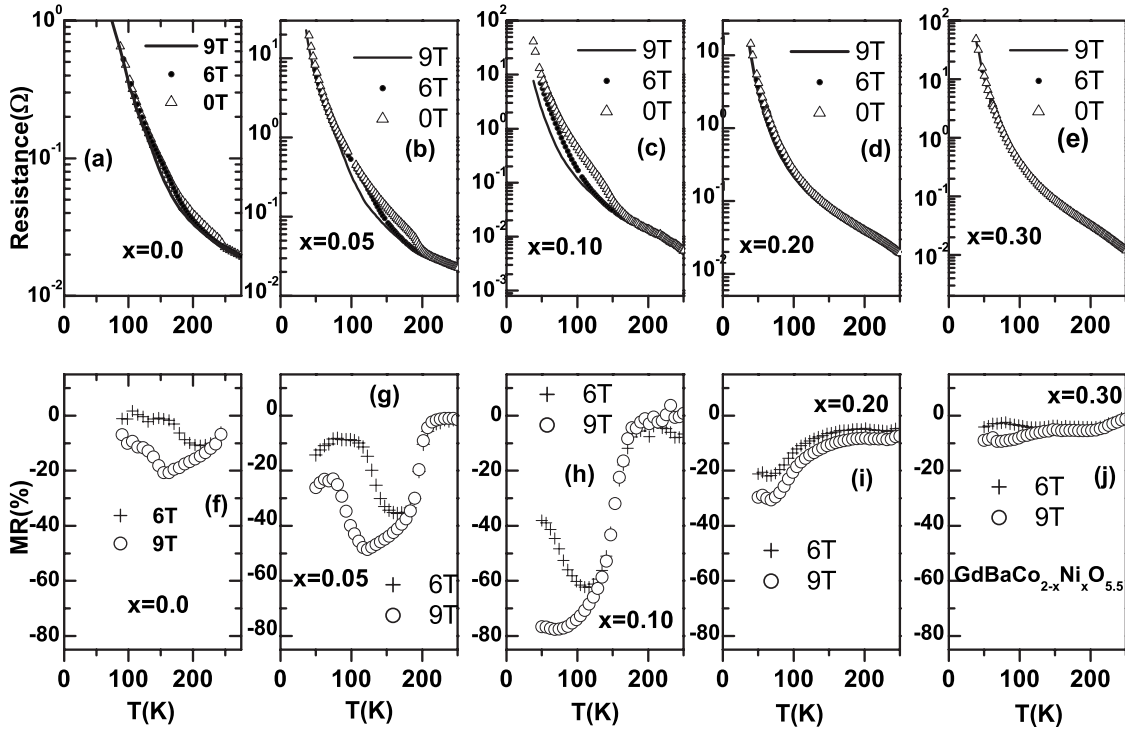 Resistance(Ω)
10^0
10^-1
10^-2
9T
6T
0T
(a)
x=0.0
0 100 200
10^1
10^0
10^-1
10^-2
9T
6T
0T
(b)
x=0.05
0 100 200
10^2
10^1
10^0
10^-1
10^-2
10^-3
9T
6T
0T
(c)
x=0.10
0 100 200
10^1
10^-1
10^-2
9T
6T
0T
(d)
x=0.20
0 100 200
10^2
10^1
10^0
10^-1
10^-2
9T
6T
0T
(e)
x=0.30
0 100 200
MR(%)
0
-20
-40
-60
-80
(f)
6T
9T
x=0.0
0 100 200
T(K)
(g)
0
-20
-40
-60
-80
x=0.05
6T
9T
0 100 200
T(K)
6T
9T
0
-20
-40
-60
-80
(h)
x=0.10
0 100 200
T(K)
x=0.20
0
-20
-40
-60
-80
(i)
6T
9T
0 100 200
T(K)
x=0.30
0
-20
-40
-60
-80
(j)
6T
9T
GdBaCo2-xNixO5.5
0 100 200
T(K)